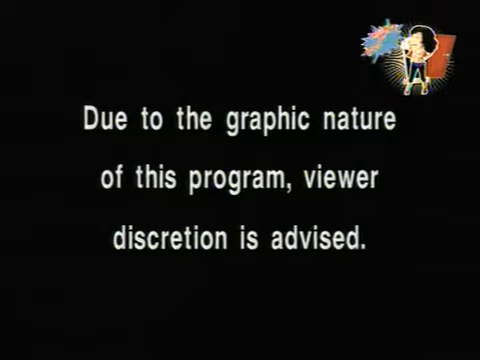 Due to the graphic nature
of this program, viewer
discretion is advised.